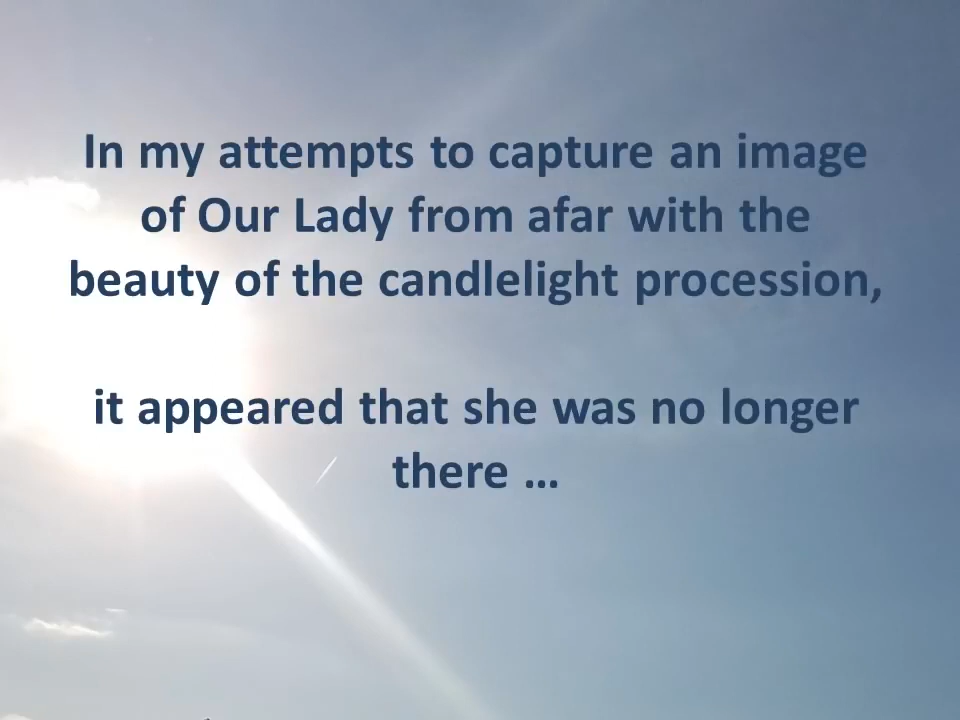 In my attempts to capture an image
of Our Lady from afar with the
beauty of the candlelight procession,
it appeared that she was no longer
there …